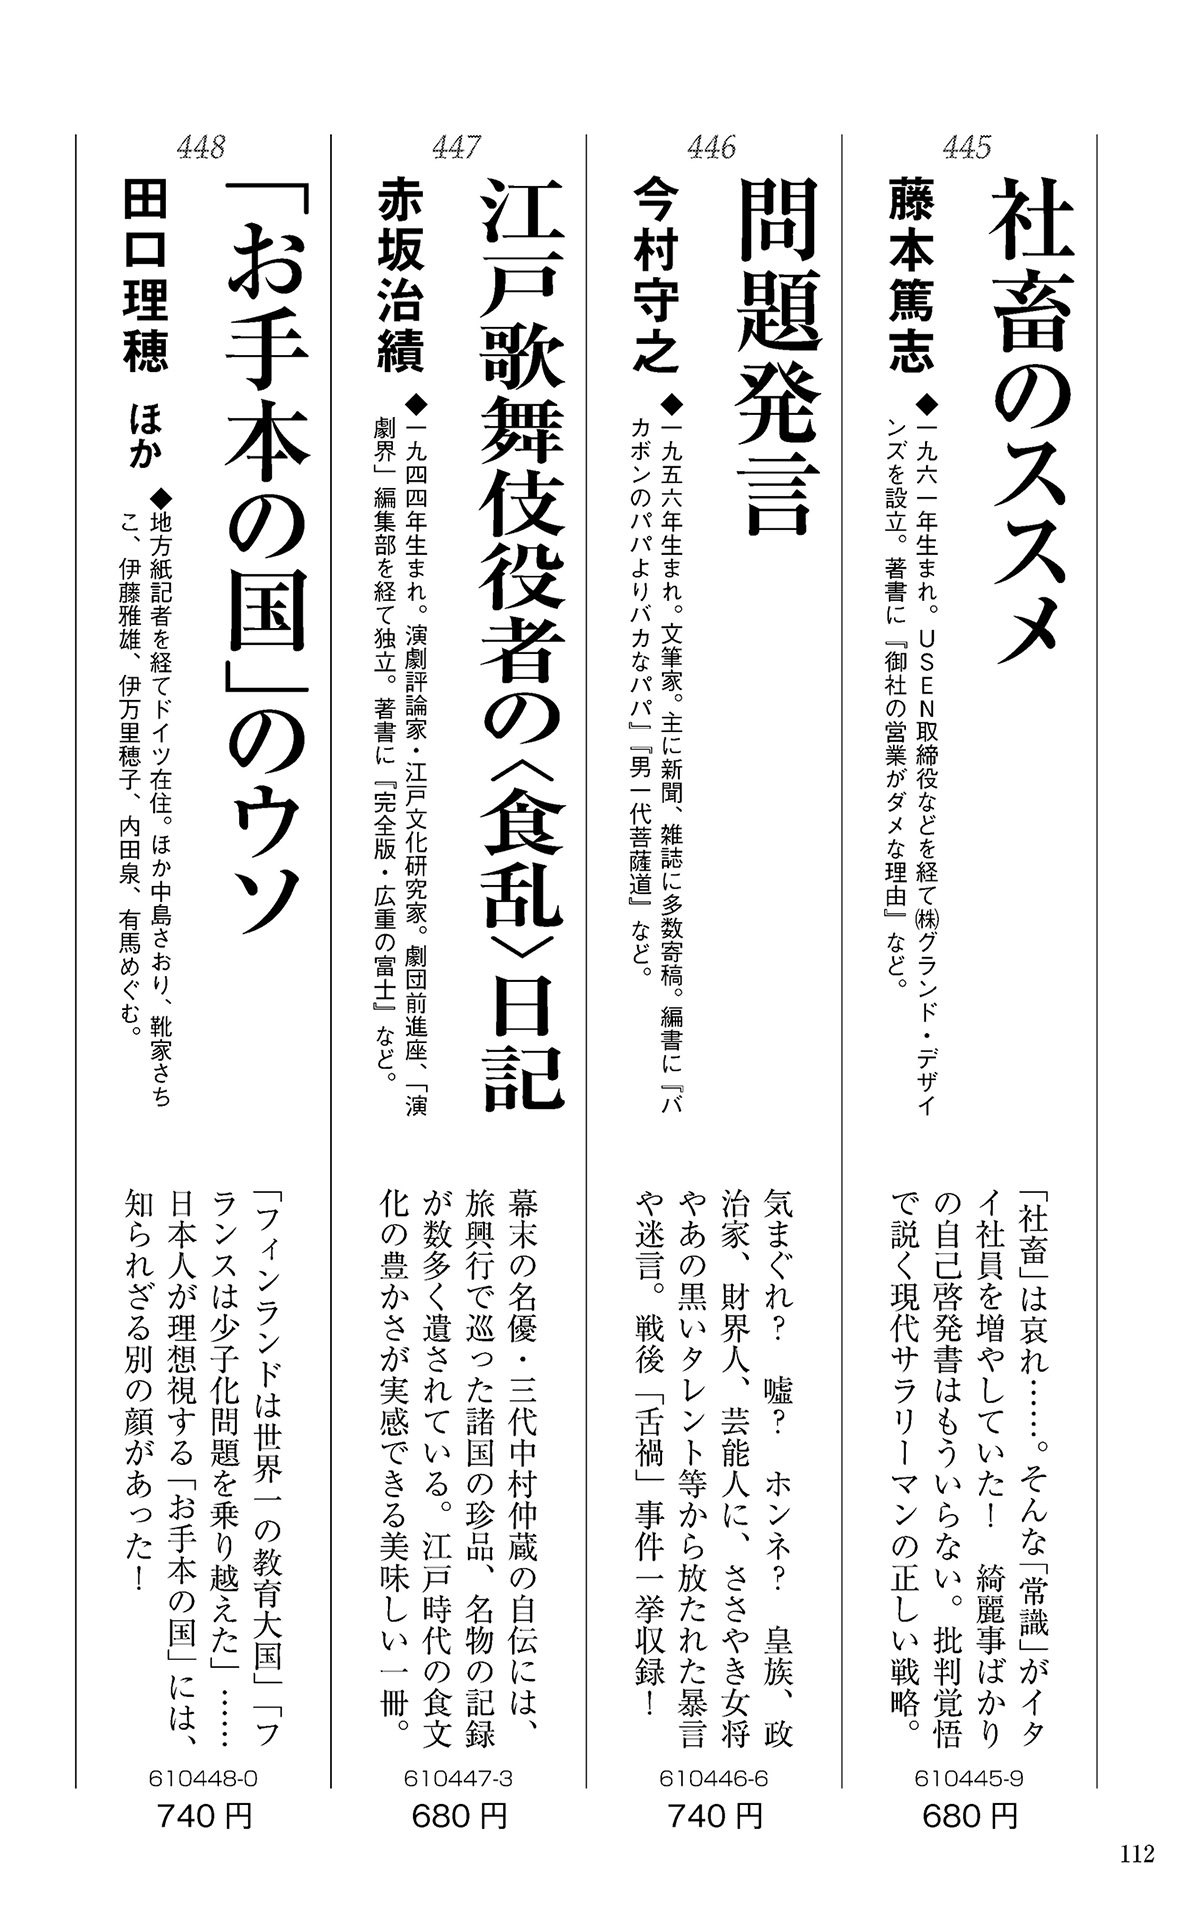 445
社畜のススメ
藤本篤志
◆一九六一年生まれ。USEN取締役などを経て㈱グランド・デザイ
ンズを設立。著書に『御社の営業がダメな理由』など。
「社畜」は哀れ……。そんな「常識」がイタ
イ社員を増やしていた！　綺麗事ばかり
の自己啓発書はもういらない。批判覚悟
で説く現代サラリーマンの正しい戦略。
610445-9
680円
446
問題発言
今村守之
◆一九五六年生まれ。文筆家。主に新聞、雑誌に多数寄稿。編書に『バ
カボンのパパよりバカなパパ』『男一代菩薩道』など。
気まぐれ？　嘘？　ホンネ？　皇族、政
治家、財界人、芸能人に、ささやき女将
やあの黒いタレント等から放たれた暴言
や迷言。戦後「舌禍」事件一挙収録！
610446-6
740円
447
江戸歌舞伎役者の〈食乱〉日記
赤坂治績
◆一九四四年生まれ。演劇評論家・江戸文化研究家。劇団前進座、「演
劇界」編集部を経て独立。著書に『完全版・広重の富士』など。
幕末の名優・三代中村仲蔵の自伝には、
旅興行で巡った諸国の珍品、名物の記録
が数多く遺されている。江戸時代の食文
化の豊かさが実感できる美味しい一冊。
610447-3
680円
448
「お手本の国」のウソ
田口理穂 ほか
◆地方紙記者を経てドイツ在住。ほか中島さおり、靴家さち
こ、伊藤雅雄、伊万里穂子、内田泉、有馬めぐむ。
「フィンランドは世界一の教育大国」「フ
ランスは少子化問題を乗り越えた」……
日本人が理想視する「お手本の国」には、
知られざる別の顔があった！
610448-0
740円
112